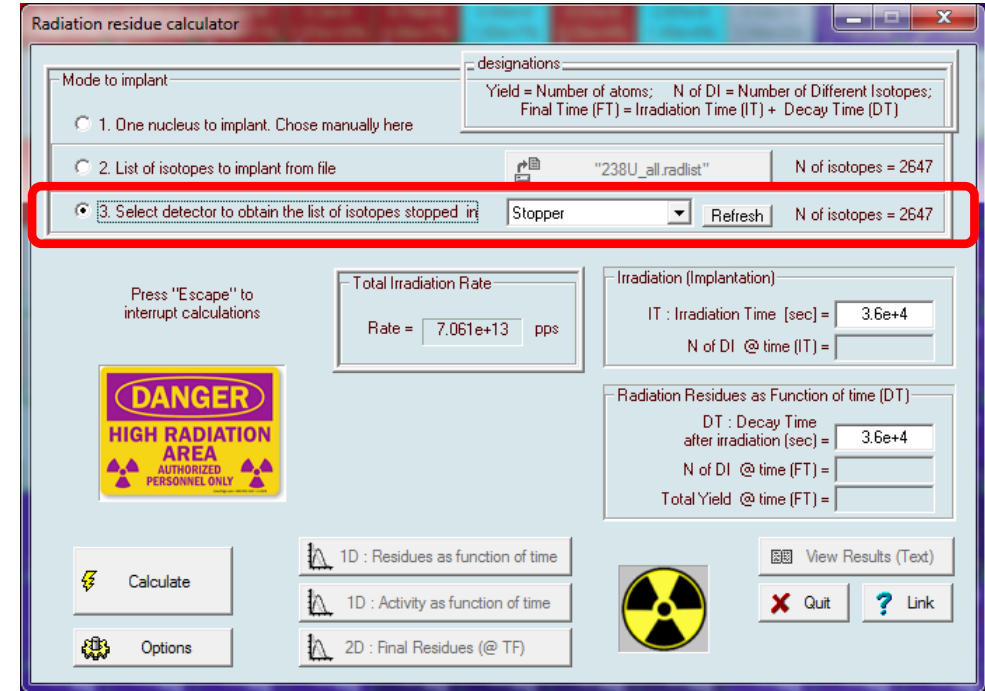 Radiation residue calculator
designations
Yield = Number of atoms; N of DI = Number of Different Isotopes;
Final Time (FT) = Irradiation Time (IT) + Decay Time (DT)
Mode to implant
1. One nucleus to implant. Chose manually here
2. List of isotopes to implant from file
"238U_all.radlist"
N of isotopes = 2647
3. Select detector to obtain the list of isotopes stopped in
Stopper
Refresh
N of isotopes = 2647
Press "Escape" to
interrupt calculations
Total Irradiation Rate
Rate = 7.061e+13 pps
Irradiation (Implantation)
IT : Irradiation Time [sec] = 3.6e+4
N of DI @ time (IT) =
DANGER
HIGH RADIATION
AREA
AUTHORIZED
PERSONNEL ONLY
Radiation Residues as Function of time (DT)
DT : Decay Time
after irradiation (sec) = 3.6e+4
N of DI @ time (FT) =
Total Yield @ time (FT) =
Calculate
Options
1D : Residues as function of time
1D : Activity as function of time
2D : Final Residues (@ TF)
View Results (Text)
Quit
Link